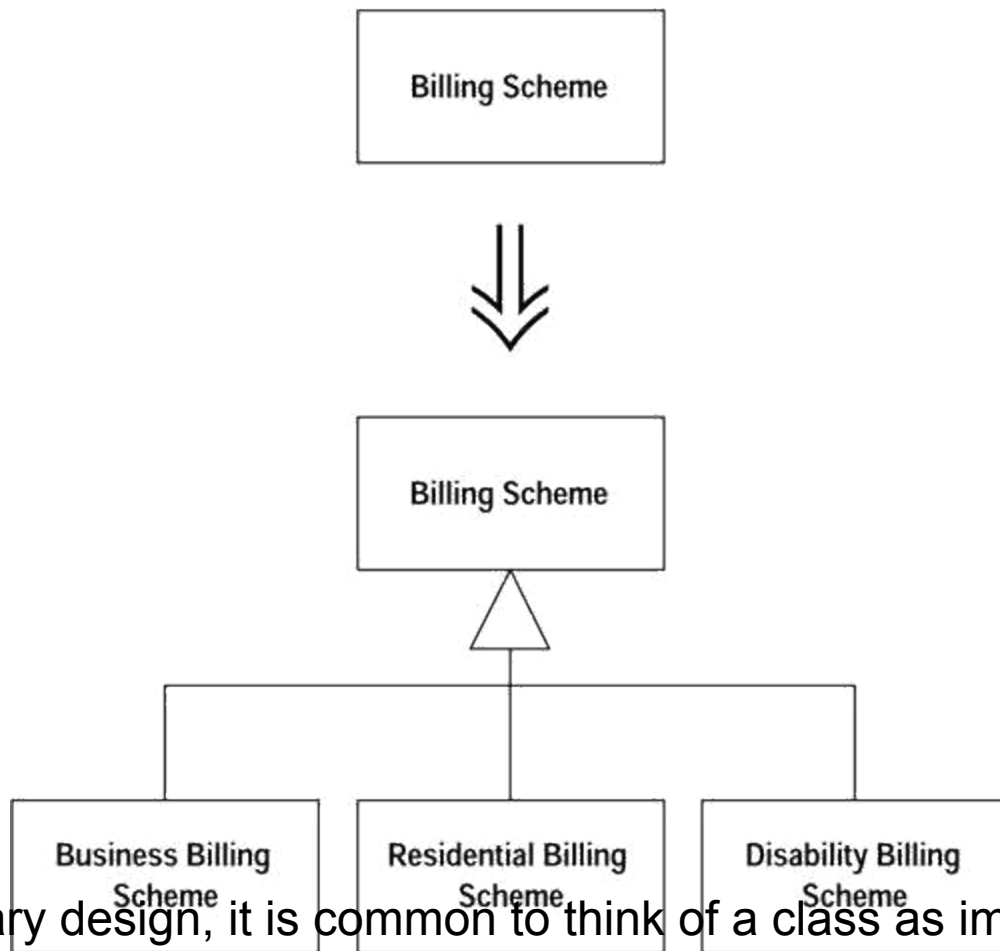 Billing Scheme
Billing Scheme
Business Billing
Scheme
Residential Billing
Scheme
Disability Billing
Scheme
design, it is common to think of a class as